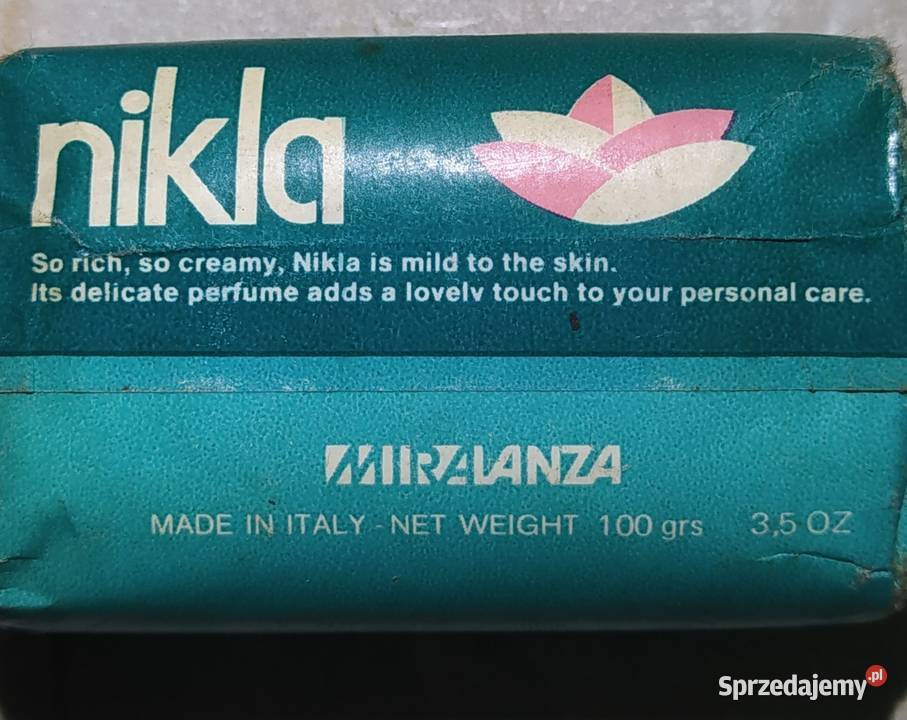 nikla
So rich, so creamy, Nikla is mild to the skin.
Its delicate perfume adds a lovely touch to your personal care.
MIRALANZA
MADE IN ITALY - NET WEIGHT 100 grs 3,5 OZ
Sprzedajemy.pl